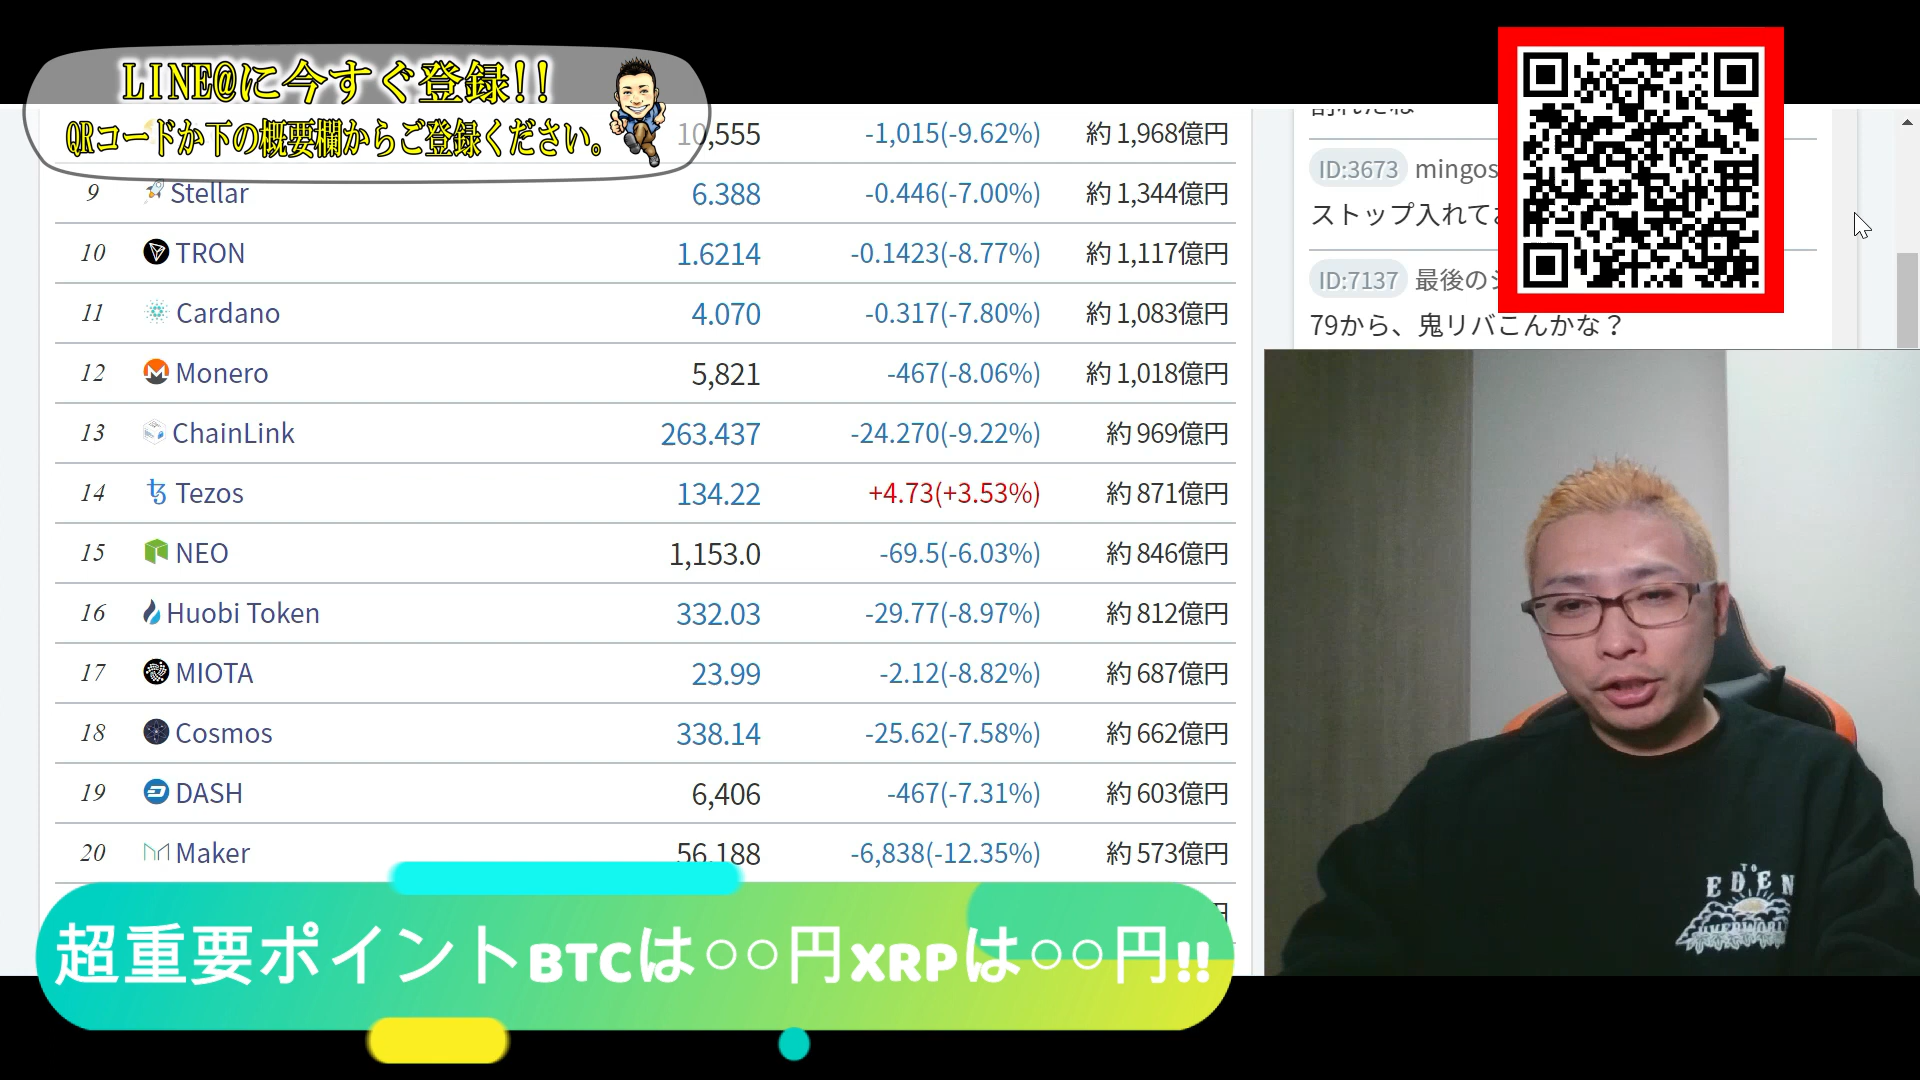 LINE@に今すぐ登録!!
QRコードか下の概要欄からご登録ください。
10,555 -1,015(-9.62%) 約 1,968億円
9 Stellar 6.388 -0.446(-7.00%) 約 1,344億円
10 TRON 1.6214 -0.1423(-8.77%) 約 1,117億円
11 Cardano 4.070 -0.317(-7.80%) 約 1,083億円
12 Monero 5,821 -467(-8.06%) 約 1,018億円
13 ChainLink 263.437 -24.270(-9.22%) 約 969億円
14 Tezos 134.22 +4.73(+3.53%) 約 871億円
15 NEO 1,153.0 -69.5(-6.03%) 約 846億円
16 Huobi Token 332.03 -29.77(-8.97%) 約 812億円
17 MIOTA 23.99 -2.12(-8.82%) 約 687億円
18 Cosmos 338.14 -25.62(-7.58%) 約 662億円
19 DASH 6,406 -467(-7.31%) 約 603億円
20 Maker 56,188 -6,838(-12.35%) 約 573億円
ID:3673 mingos
ストップ入れて
ID:7137 最後の
79から、鬼リバこんかな？
TO
EDEN
超重要ポイントBTCは○○円XRPは○○円!!